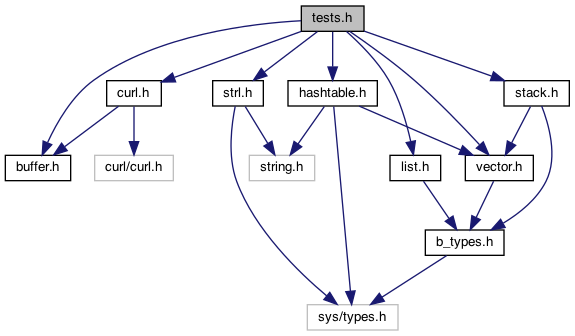 tests.h
curl.h
strl.h
hashtable.h
stack.h
buffer.h
curl/curl.h
string.h
list.h
vector.h
b_types.h
sys/types.h